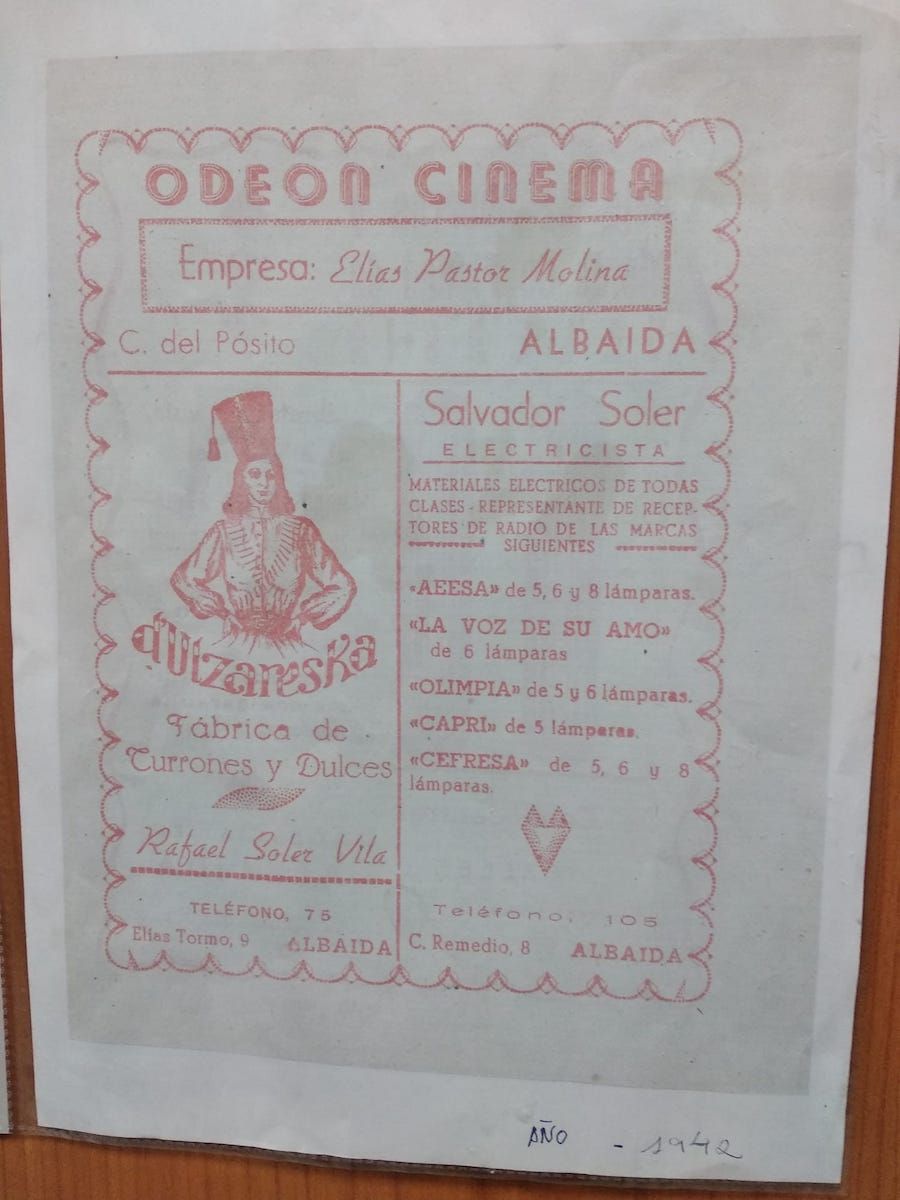 ODEON CINEMA
Empresa: Elías Pastor Molina
C. del Pósito ALBAIDA
d'Utzareska
Fábrica de
Turrones y Dulces
Rafael Soler Vila
TELÉFONO, 75
Elías Tormo, 9 ALBAIDA
Salvador Soler
ELECTRICISTA
MATERIALES ELECTRICOS DE TODAS
CLASES - REPRESENTANTE DE RECEP-
TORES DE RADIO DE LAS MARCAS
SIGUIENTES
«AEESA» de 5, 6 y 8 lámparas.
«LA VOZ DE SU AMO»
de 6 lámparas
«OLIMPIA» de 5 y 6 lámparas.
«CAPRI» de 5 lámparas.
«CEFRESA» de 5, 6 y 8
lámparas.
Teléfono, 105
C. Remedio, 8 ALBAIDA
AÑO - 1942